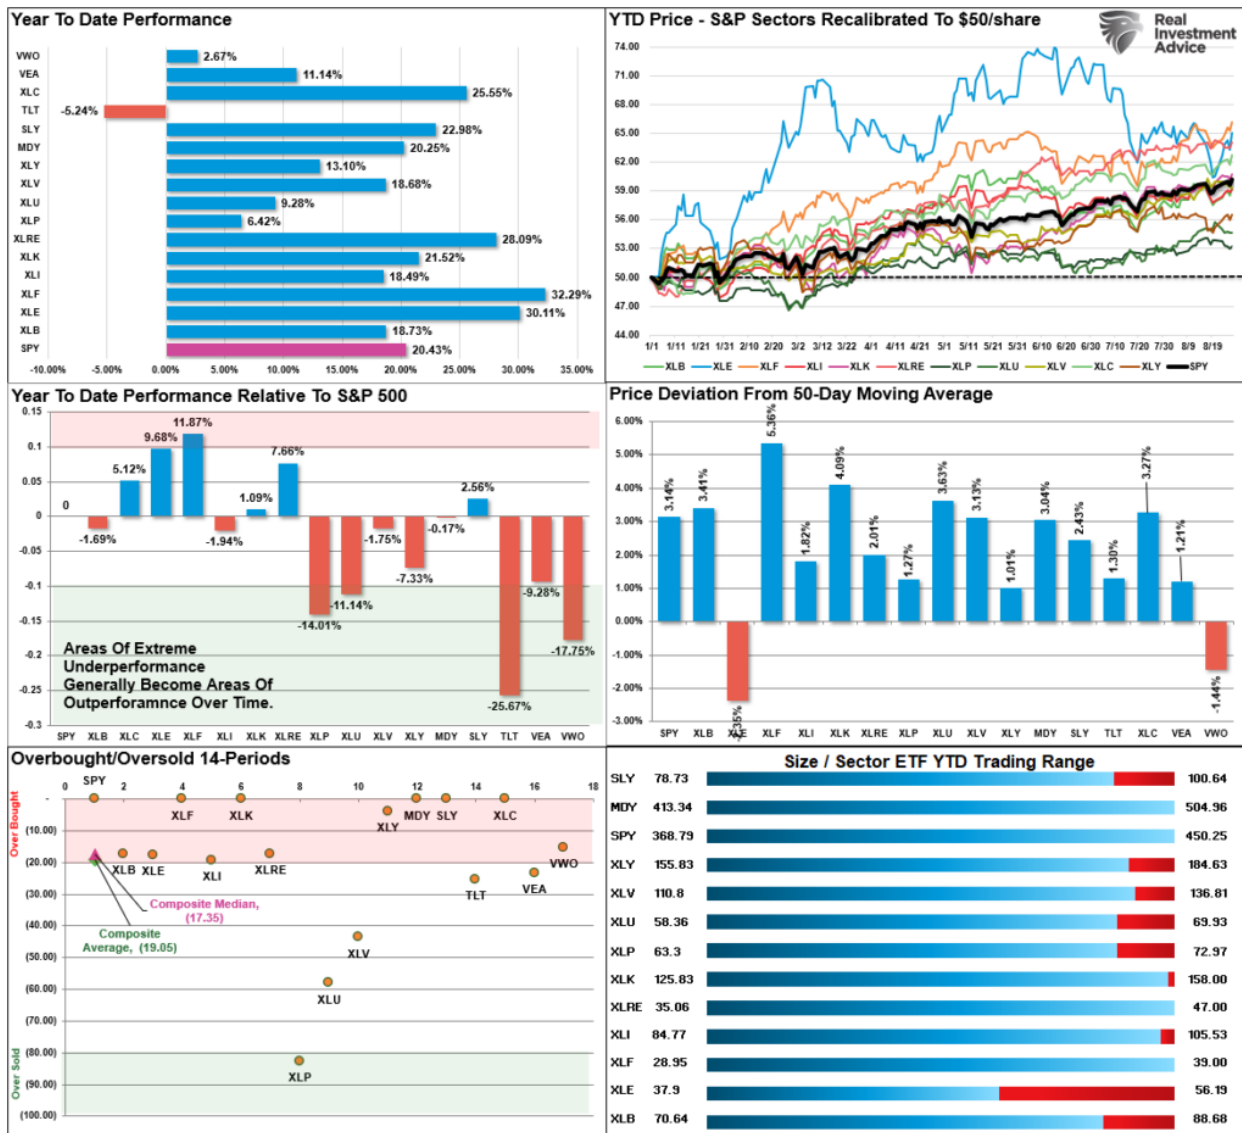 Year To Date Performance
VWO 2.67%
VEA 11.14%
XLC 25.55%
TLT -5.24%
SLY 22.98%
MDY 20.25%
XLY 13.10%
XLV 18.68%
XLU 9.28%
XLP 6.42%
XLRE 28.09%
XLK 21.52%
XLI 18.49%
XLF 32.29%
XLE 30.11%
XLB 18.73%
SPY 20.43%
-10.00% -5.00% 0.00% 5.00% 10.00% 15.00% 20.00% 25.00% 30.00% 35.00%
YTD Price - S&P Sectors Recalibrated To $50/share
Real
Investment
Advice
74.00
71.00
68.00
65.00
62.00
59.00
56.00
53.00
50.00
47.00
44.00
1/1 1/11 1/21 1/31 2/10 2/20 3/2 3/12 3/22 4/1 4/11 4/21 5/1 5/11 5/21 5/31 6/10 6/20 6/30 7/10 7/20 7/30 8/9 8/19
XLB XLE XLF XLI XLK XLRE XLP XLU XLV XLC XLY SPY
Year To Date Performance Relative To S&P 500
0.15
0.1
0.05
0
-0.05
-0.1
-0.15
-0.2
-0.25
-0.3
0
-1.69%
5.12%
9.68%
11.87%
-1.94%
1.09%
7.66%
-14.01%
-11.14%
-1.75%
-7.33%
-0.17%
2.56%
-25.67%
-9.28%
-17.75%
Areas Of Extreme
Underperformance
Generally Become Areas Of
Outperforamnce Over Time.
SPY XLB XLC XLE XLF XLI XLK XLRE XLP XLU XLV XLY MDY SLY TLT VEA VWO
Price Deviation From 50-Day Moving Average
6.00%
5.00%
4.00%
3.00%
2.00%
1.00%
0.00%
-1.00%
-2.00%
-3.00%
3.14%
3.41%
-2.35%
5.36%
1.82%
4.09%
2.01%
1.27%
3.63%
3.13%
1.01%
3.04%
2.43%
1.30%
3.27%
1.21%
-1.44%
SPY XLB XLE XLF XLI XLK XLRE XLP XLU XLV XLY MDY SLY TLT XLC VEA VWO
Overbought/Oversold 14-Periods
0 2 4 6 8 10 12 14 16 18
-
(10.00)
(20.00)
(30.00)
(40.00)
(50.00)
(60.00)
(70.00)
(80.00)
(90.00)
(100.00)
Over Bought
Over Sold
SPY
XLF
XLK
XLY
MDY
SLY
XLC
XLB
XLE
XLI
XLRE
VWO
TLT
VEA
Composite Median,
(17.35)
Composite
Average, (19.05)
XLV
XLU
XLP
Size / Sector ETF YTD Trading Range
SLY 78.73 100.64
MDY 413.34 504.96
SPY 368.79 450.25
XLY 155.83 184.63
XLV 110.8 136.81
XLU 58.36 69.93
XLP 63.3 72.97
XLK 125.83 158.00
XLRE 35.06 47.00
XLI 84.77 105.53
XLF 28.95 39.00
XLE 37.9 56.19
XLB 70.64 88.68